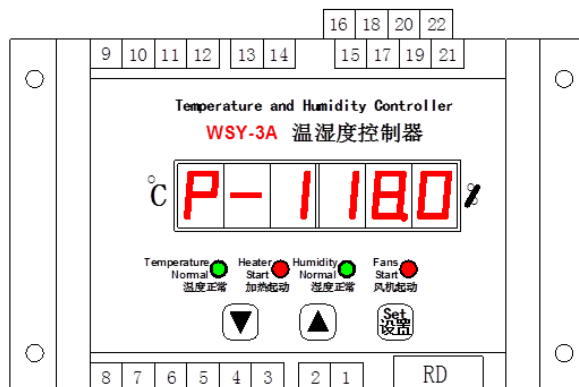 16 18 20 22
9 10 11 12 13 14 15 17 19 21
Temperature and Humidity Controller
WSY-3A 温湿度控制器
°C P-118.0 %
Temperature Normal 温度正常
Heater Start 加热起动
Humidity Normal 湿度正常
Fans Start 风机起动
Set 设置
8 7 6 5 4 3 2 1 RD